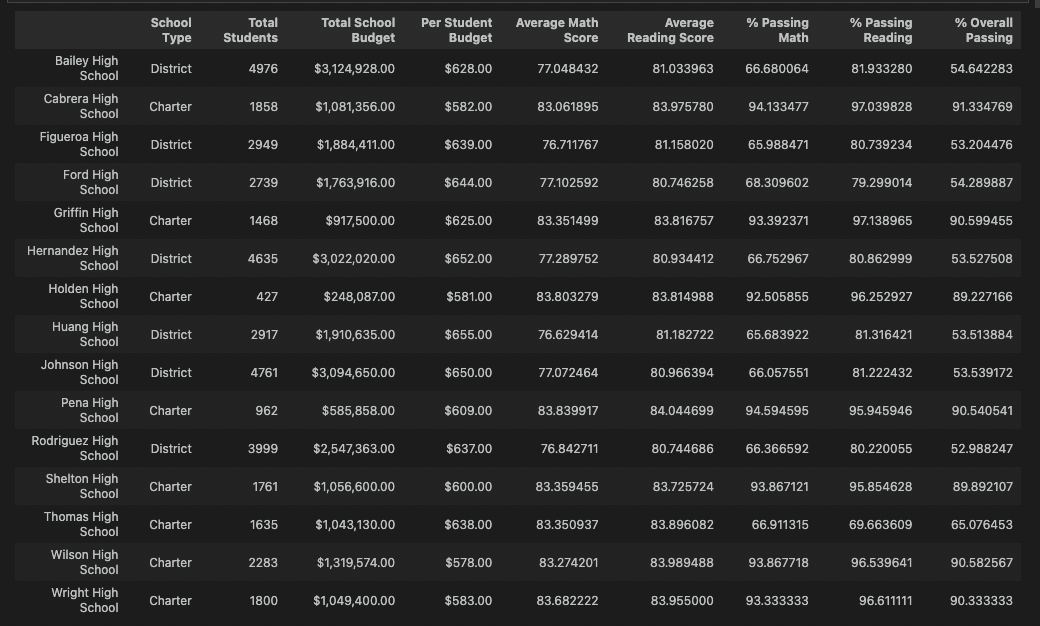 School Type Total Students Total School Budget Per Student Budget Average Math Score Average Reading Score % Passing Math % Passing Reading % Overall Passing
Bailey High School District 4976 $3,124,928.00 $628.00 77.048432 81.033963 66.680064 81.933280 54.642283
Cabrera High School Charter 1858 $1,081,356.00 $582.00 83.061895 83.975780 94.133477 97.039828 91.334769
Figueroa High School District 2949 $1,884,411.00 $639.00 76.711767 81.158020 65.988471 80.739234 53.204476
Ford High School District 2739 $1,763,916.00 $644.00 77.102592 80.746258 68.309602 79.299014 54.289887
Griffin High School Charter 1468 $917,500.00 $625.00 83.351499 83.816757 93.392371 97.138965 90.599455
Hernandez High School District 4635 $3,022,020.00 $652.00 77.289752 80.934412 66.752967 80.862999 53.527508
Holden High School Charter 427 $248,087.00 $581.00 83.803279 83.814988 92.505855 96.252927 89.227166
Huang High School District 2917 $1,910,635.00 $655.00 76.629414 81.182722 65.683922 81.316421 53.513884
Johnson High School District 4761 $3,094,650.00 $650.00 77.072464 80.966394 66.057551 81.222432 53.539172
Pena High School Charter 962 $585,858.00 $609.00 83.839917 84.044699 94.594595 95.945946 90.540541
Rodriguez High School District 3999 $2,547,363.00 $637.00 76.842711 80.744686 66.366592 80.220055 52.988247
Shelton High School Charter 1761 $1,056,600.00 $600.00 83.359455 83.725724 93.867121 95.854628 89.892107
Thomas High School Charter 1635 $1,043,130.00 $638.00 83.350937 83.896082 66.911315 69.663609 65.076453
Wilson High School Charter 2283 $1,319,574.00 $578.00 83.274201 83.989488 93.867718 96.539641 90.582567
Wright High School Charter 1800 $1,049,400.00 $583.00 83.682222 83.955000 93.333333 96.611111 90.333333